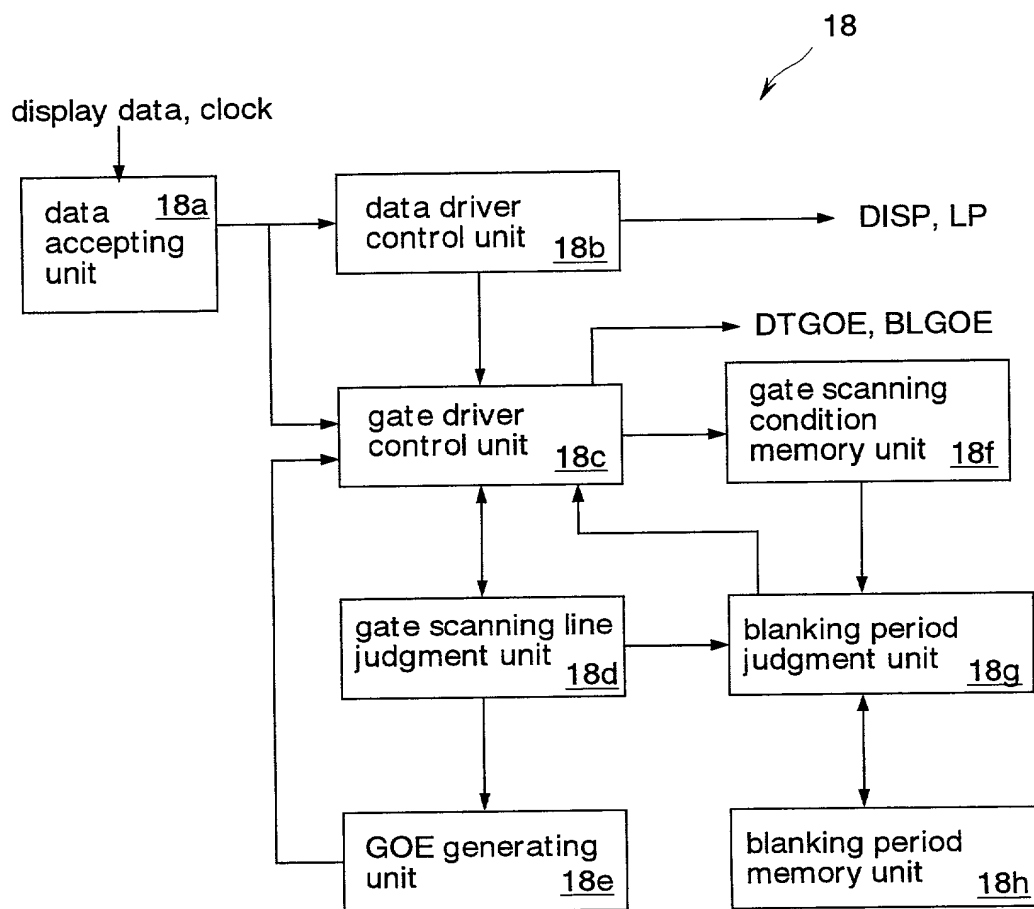 18
display data, clock
data
accepting
unit
18a
data driver
control unit
18b
DISP, LP
DTGOE, BLGOE
gate driver
control unit
18c
gate scanning
condition
memory unit
18f
gate scanning line
judgment unit
18d
blanking period
judgment unit
18g
GOE generating
unit
18e
blanking period
memory unit
18h